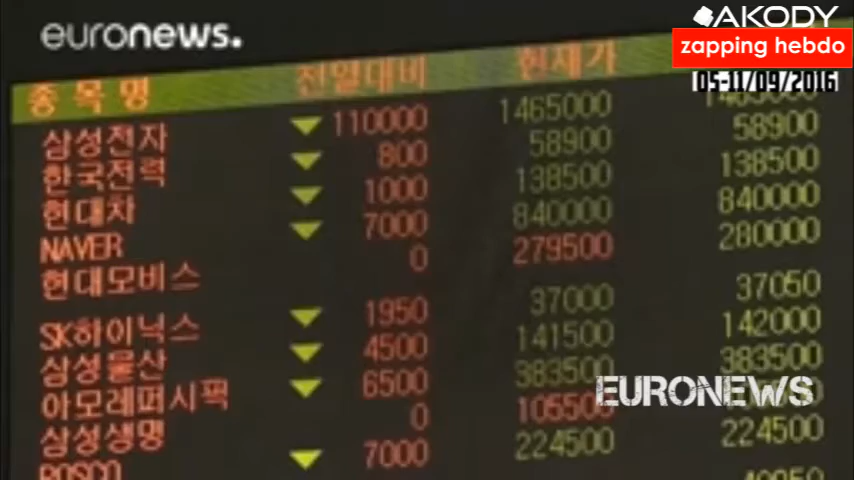 euronews.
AKODY
zapping hebdo
05-11/09/2016
종목명 전일대비 현재가
삼성전자 ▼ 110000 1465000
한국전력 ▼ 800 58900 58900
현대차 ▼ 1000 138500 138500
NAVER ▼ 7000 840000 840000
현대모비스 0 279500 280000
SK하이닉스 ▼ 1950 37000 37050
삼성물산 ▼ 4500 141500 142000
아모레퍼시픽 ▼ 6500 383500 383500
삼성생명 0 105500
POSCO ▼ 7000 224500 224500
EURONEWS